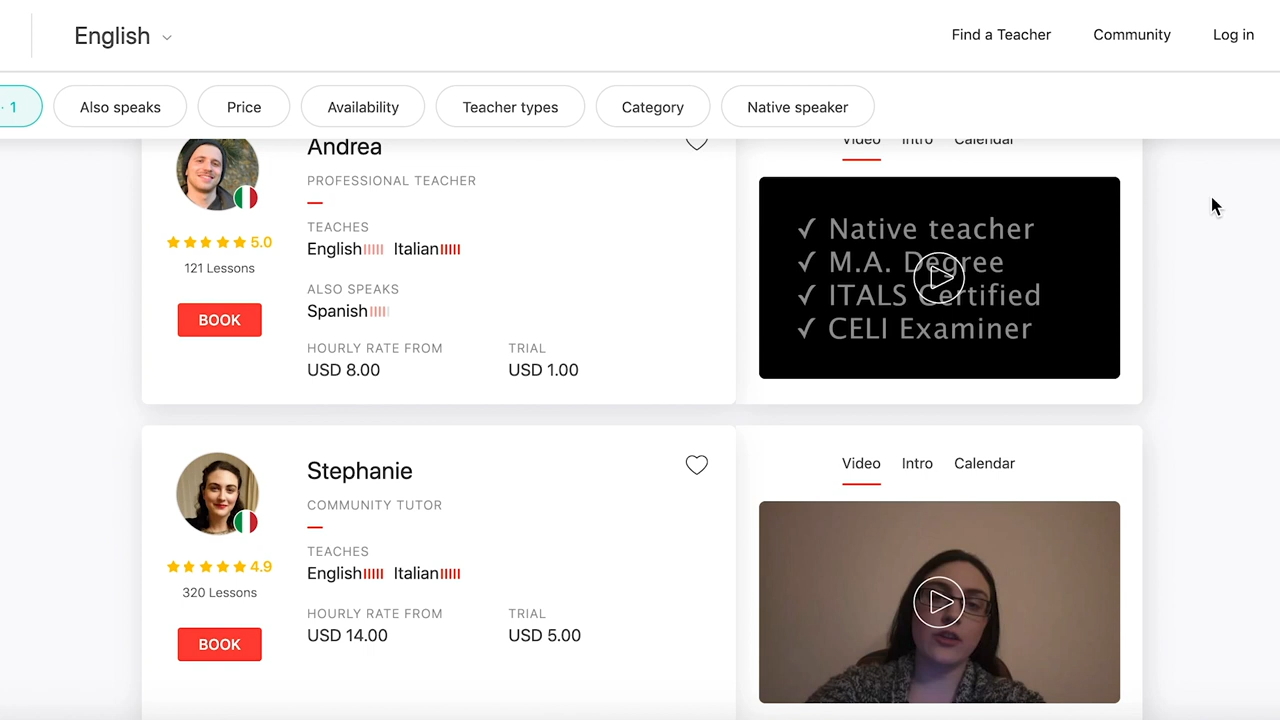 English
Find a Teacher
Community
Log in
· 1
Also speaks
Price
Availability
Teacher types
Category
Native speaker
Andrea
PROFESSIONAL TEACHER
5.0
121 Lessons
BOOK
TEACHES
English Italian
ALSO SPEAKS
Spanish
HOURLY RATE FROM
TRIAL
USD 8.00
USD 1.00
Video Intro Calendar
✓ Native teacher
✓ M.A. Degree
✓ ITALS Certified
✓ CELI Examiner
Stephanie
COMMUNITY TUTOR
4.9
320 Lessons
BOOK
TEACHES
English Italian
HOURLY RATE FROM
TRIAL
USD 14.00
USD 5.00
Video Intro Calendar